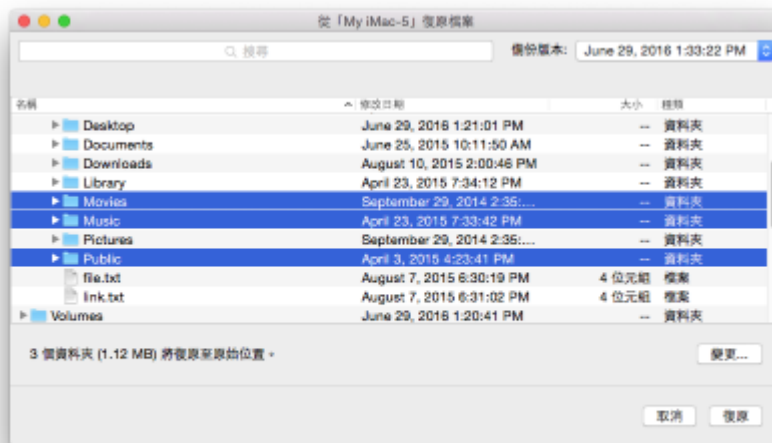 從「My iMac-5」復原檔案
搜尋
備份版本: June 29, 2016 1:33:22 PM
名稱 修改日期 大小 種類
Desktop June 29, 2016 1:21:01 PM -- 資料夾
Documents June 25, 2015 10:11:50 AM -- 資料夾
Downloads August 10, 2015 2:00:46 PM -- 資料夾
Library April 23, 2015 7:34:12 PM -- 資料夾
Movies September 29, 2014 2:35:... -- 資料夾
Music April 23, 2015 7:33:42 PM -- 資料夾
Pictures September 29, 2014 2:35:... -- 資料夾
Public April 3, 2015 4:23:41 PM -- 資料夾
file.txt August 7, 2015 6:30:19 PM 4 位元組 檔案
link.txt August 7, 2015 6:31:02 PM 4 位元組 檔案
Volumes June 29, 2016 1:20:41 PM -- 資料夾
3 個資料夾 (1.12 MB) 將復原至原始位置。
變更...
取消 復原